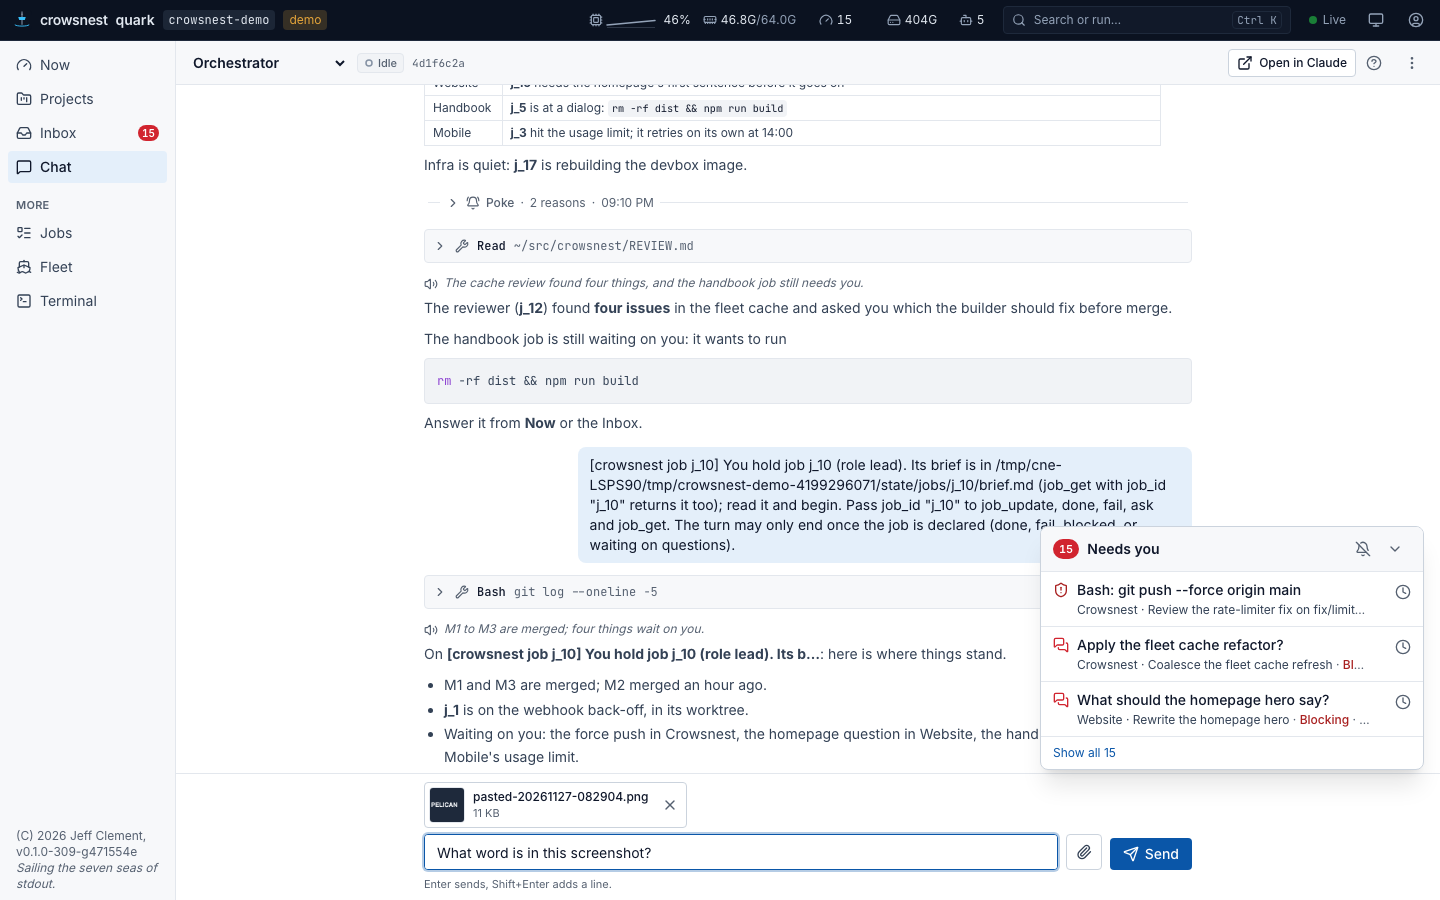 crowsnest quark crowsnest-demo demo 46% 46.8G/64.0G 15 404G 5 Search or run... Ctrl K Live
Now
Projects
Inbox 15
Chat
MORE
Jobs
Fleet
Terminal
(C) 2026 Jeff Clement,
v0.1.0-309-g471554e
Sailing the seven seas of
stdout.
Orchestrator Idle 4d1f6c2a Open in Claude
Handbook j_5 is at a dialog: rm -rf dist && npm run build
Mobile j_3 hit the usage limit; it retries on its own at 14:00
Infra is quiet: j_17 is rebuilding the devbox image.
Poke · 2 reasons · 09:10 PM
Read ~/src/crowsnest/REVIEW.md
The cache review found four things, and the handbook job still needs you.
The reviewer (j_12) found four issues in the fleet cache and asked you which the builder should fix before merge.
The handbook job is still waiting on you: it wants to run
rm -rf dist && npm run build
Answer it from Now or the Inbox.
[crowsnest job j_10] You hold job j_10 (role lead). Its brief is in /tmp/cne-
LSPS90/tmp/crowsnest-demo-4199296071/state/jobs/j_10/brief.md (job_get with job_id
"j_10" returns it too); read it and begin. Pass job_id "j_10" to job_update, done, fail, ask
and job_get. The turn may only end once the job is declared (done, fail, blocked, or
waiting on questions).
Bash git log --oneline -5
M1 to M3 are merged; four things wait on you.
On [crowsnest job j_10] You hold job j_10 (role lead). Its b...: here is where things stand.
M1 and M3 are merged; M2 merged an hour ago.
j_1 is on the webhook back-off, in its worktree.
Waiting on you: the force push in Crowsnest, the homepage question in Website, the hand
Mobile's usage limit.
15 Needs you
Bash: git push --force origin main
Crowsnest · Review the rate-limiter fix on fix/limit...
Apply the fleet cache refactor?
Crowsnest · Coalesce the fleet cache refresh · Bl...
What should the homepage hero say?
Website · Rewrite the homepage hero · Blocking · ...
Show all 15
PELICAN
pasted-20261127-082904.png
11 KB
What word is in this screenshot?
Send
Enter sends, Shift+Enter adds a line.